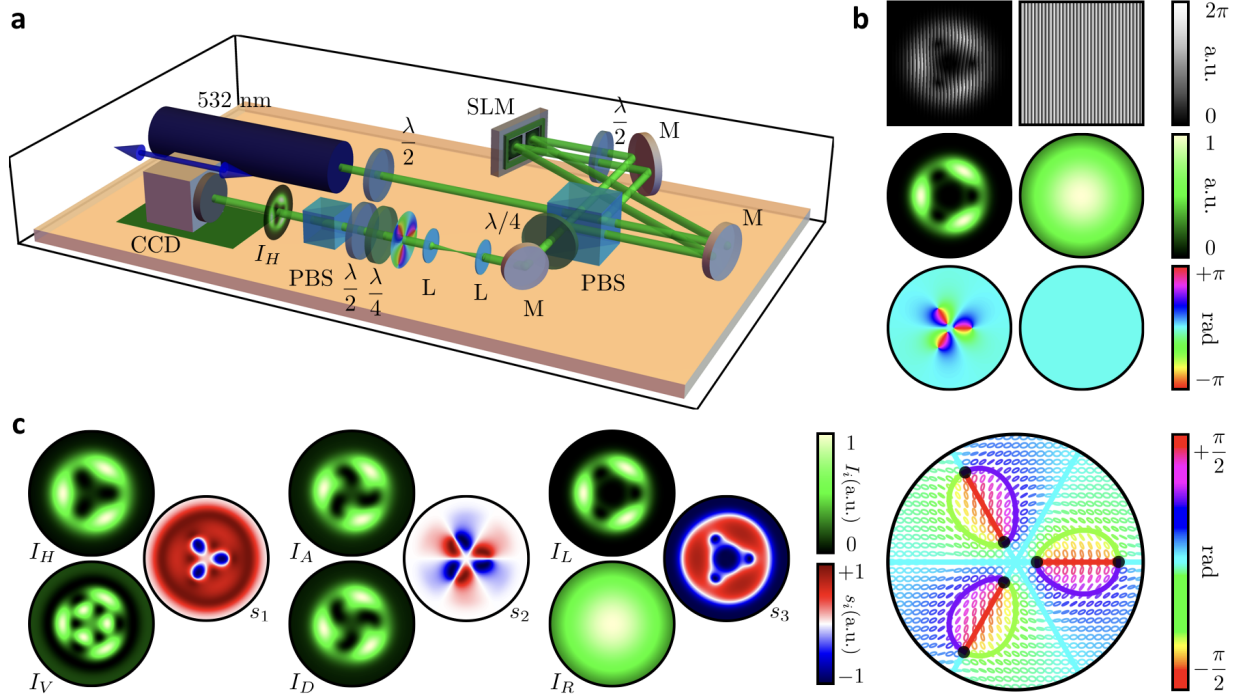 a
532 nm
λ/2
SLM
λ/2
M
λ/4
M
CCD
I_H
PBS
λ/2
λ/4
L
L
M
PBS
b
2π
a.u.
0
1
a.u.
0
+π
rad
−π
c
I_H
I_V
s_1
I_A
I_D
s_2
I_L
I_R
s_3
1
I_i(a.u.)
0
+1
s_i(a.u.)
−1
+π/2
rad
−π/2